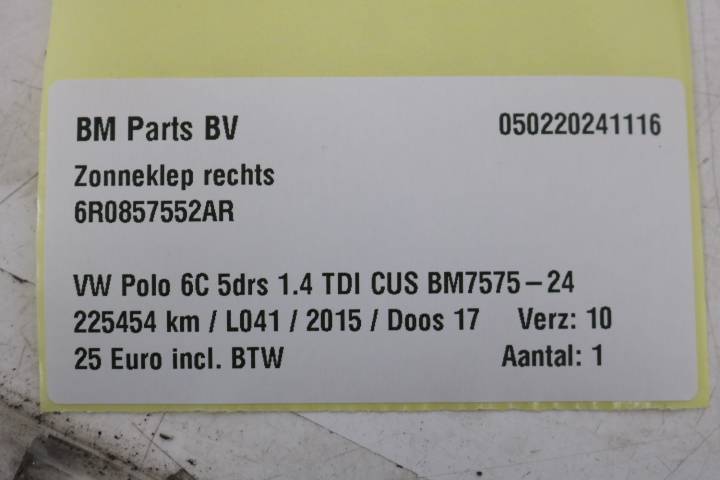 BM Parts BV 050220241116
Zonneklep rechts
6R0857552AR
VW Polo 6C 5drs 1.4 TDI CUS BM7575-24
225454 km / L041 / 2015 / Doos 17 Verz: 10
25 Euro incl. BTW Aantal: 1